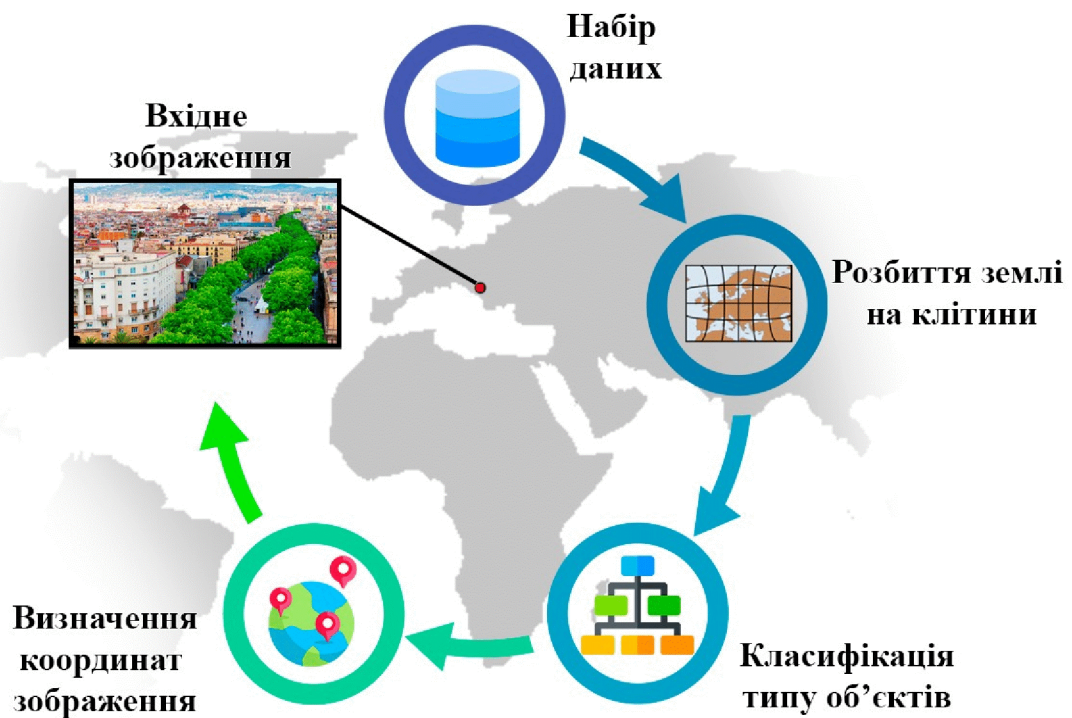 Набір
даних
Вхідне
зображення
Розбиття землі
на клітини
Класифікація
типу об’єктів
Визначення
координат
зображення